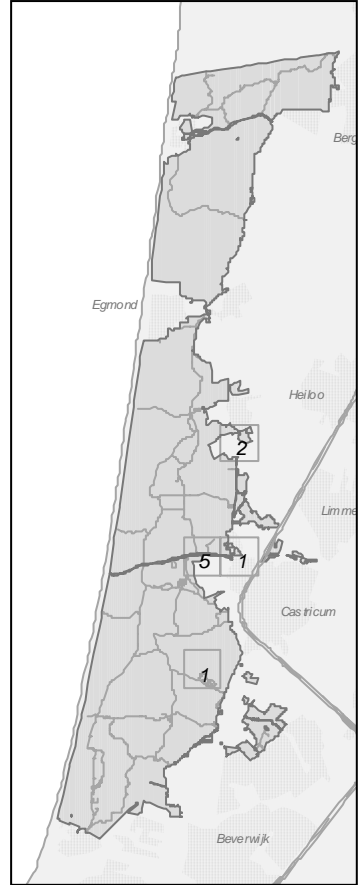 Berg
Egmond
Heiloo
2
Limme
5 1
Castricum
1
Beverwijk